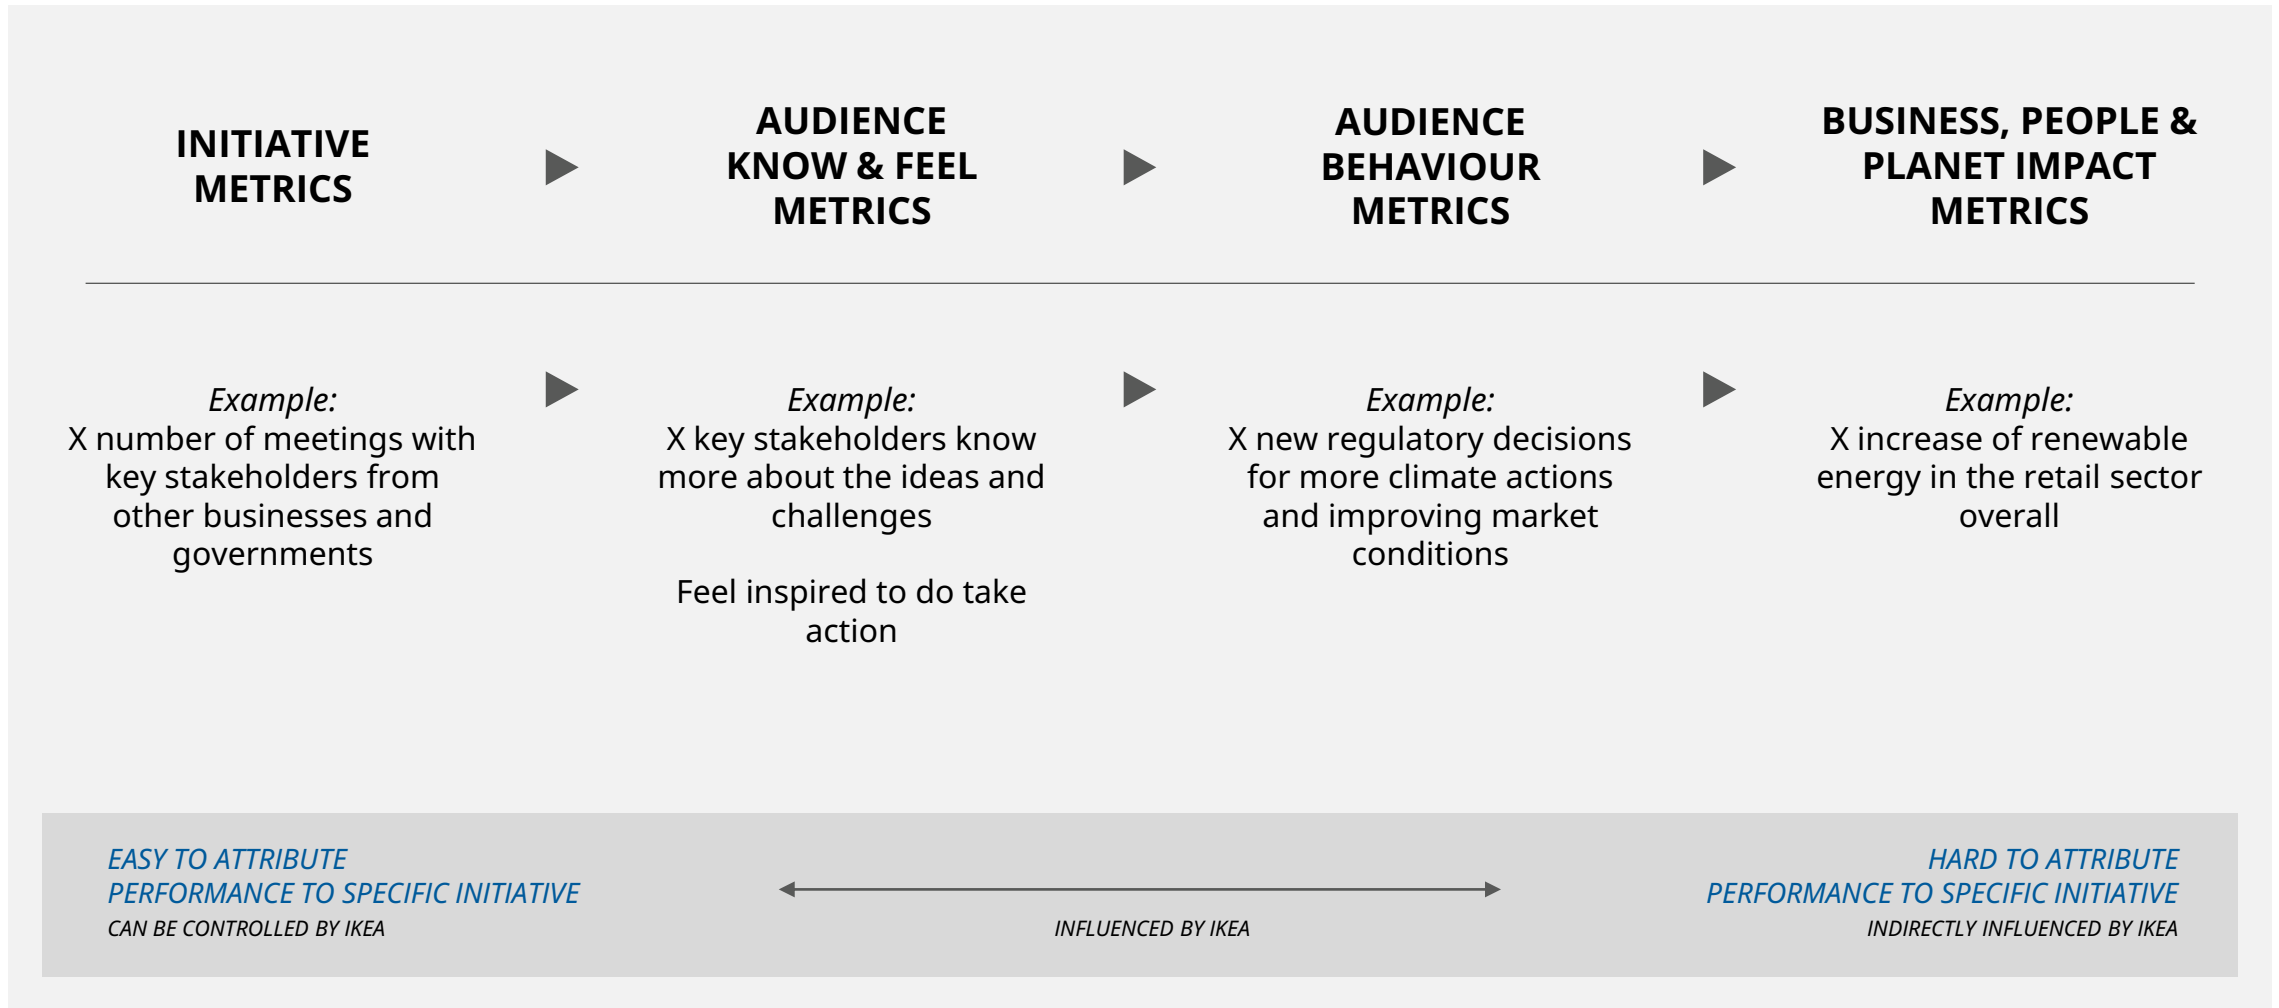 INITIATIVE
METRICS
AUDIENCE
KNOW & FEEL
METRICS
AUDIENCE
BEHAVIOUR
METRICS
BUSINESS, PEOPLE &
PLANET IMPACT
METRICS
Example:
X number of meetings with
key stakeholders from
other businesses and
governments
Example:
X key stakeholders know
more about the ideas and
challenges
Feel inspired to do take
action
Example:
X new regulatory decisions
for more climate actions
and improving market
conditions
Example:
X increase of renewable
energy in the retail sector
overall
EASY TO ATTRIBUTE
PERFORMANCE TO SPECIFIC INITIATIVE
CAN BE CONTROLLED BY IKEA
INFLUENCED BY IKEA
HARD TO ATTRIBUTE
PERFORMANCE TO SPECIFIC INITIATIVE
INDIRECTLY INFLUENCED BY IKEA